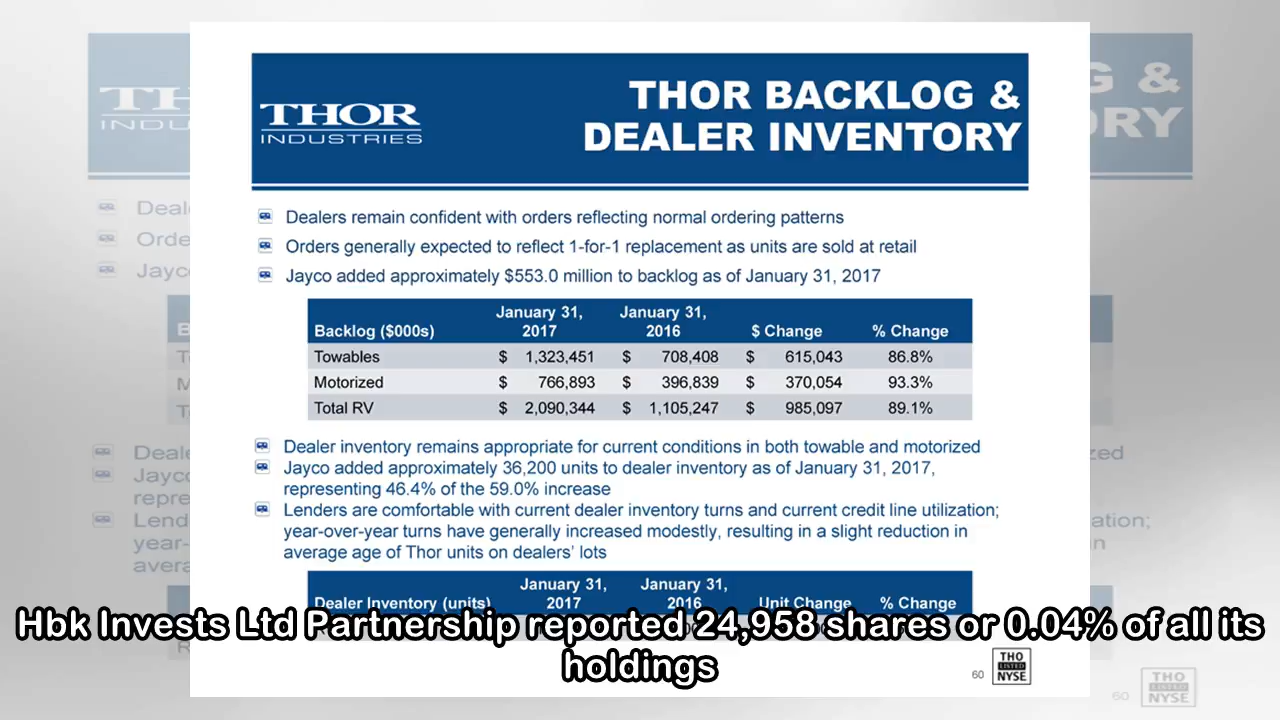 THOR
INDUSTRIES
THOR BACKLOG &
DEALER INVENTORY
Dealers remain confident with orders reflecting normal ordering patterns
Orders generally expected to reflect 1-for-1 replacement as units are sold at retail
Jayco added approximately $553.0 million to backlog as of January 31, 2017
January 31, January 31,
Backlog ($000s) 2017 2016 $ Change % Change
Towables $ 1,323,451 $ 708,408 $ 615,043 86.8%
Motorized $ 766,893 $ 396,839 $ 370,054 93.3%
Total RV $ 2,090,344 $ 1,105,247 $ 985,097 89.1%
Dealer inventory remains appropriate for current conditions in both towable and motorized
Jayco added approximately 36,200 units to dealer inventory as of January 31, 2017,
representing 46.4% of the 59.0% increase
Lenders are comfortable with current dealer inventory turns and current credit line utilization;
year-over-year turns have generally increased modestly, resulting in a slight reduction in
average age of Thor units on dealers' lots
January 31, January 31,
Dealer Inventory (units) 2017 2016 Unit Change % Change
Hbk Invests Ltd Partnership reported 24,958 shares or 0.04% of all its
holdings
60
THO
LISTED
NYSE
60
THO
LISTED
NYSE